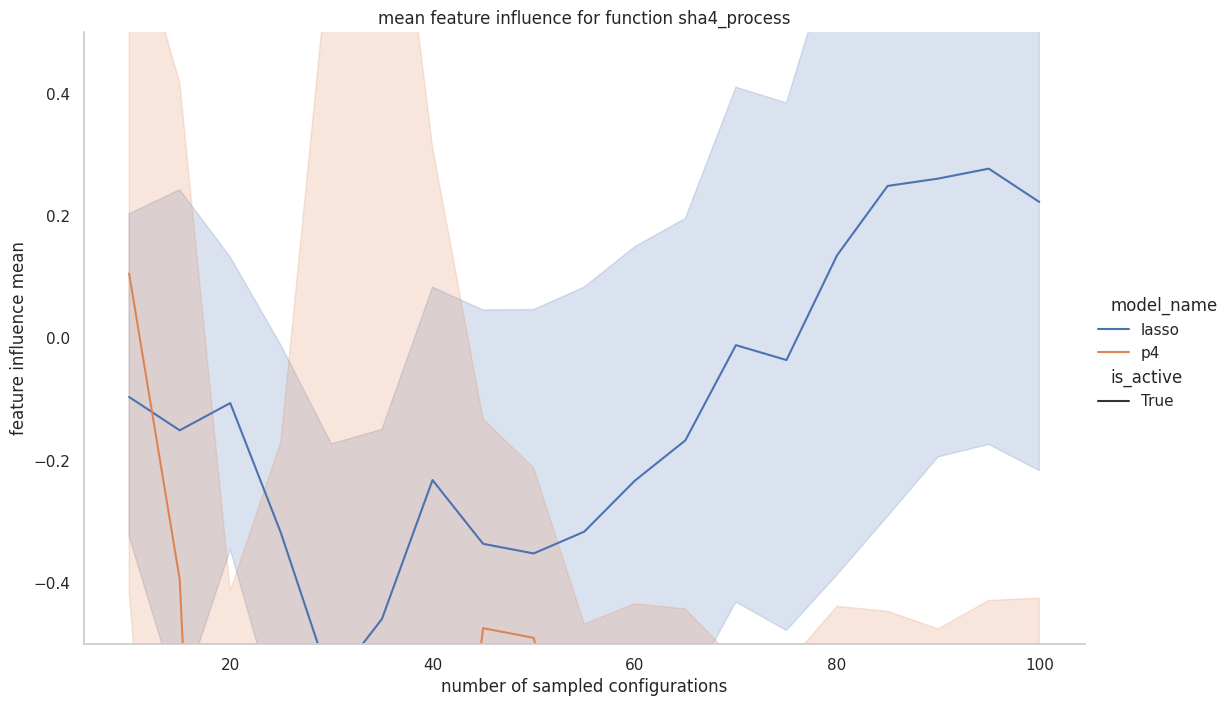 mean feature influence for function sha4_process
feature influence mean
0.4
0.2
0.0
−0.2
−0.4
20
40
60
80
100
number of sampled configurations
model_name
lasso
p4
is_active
True